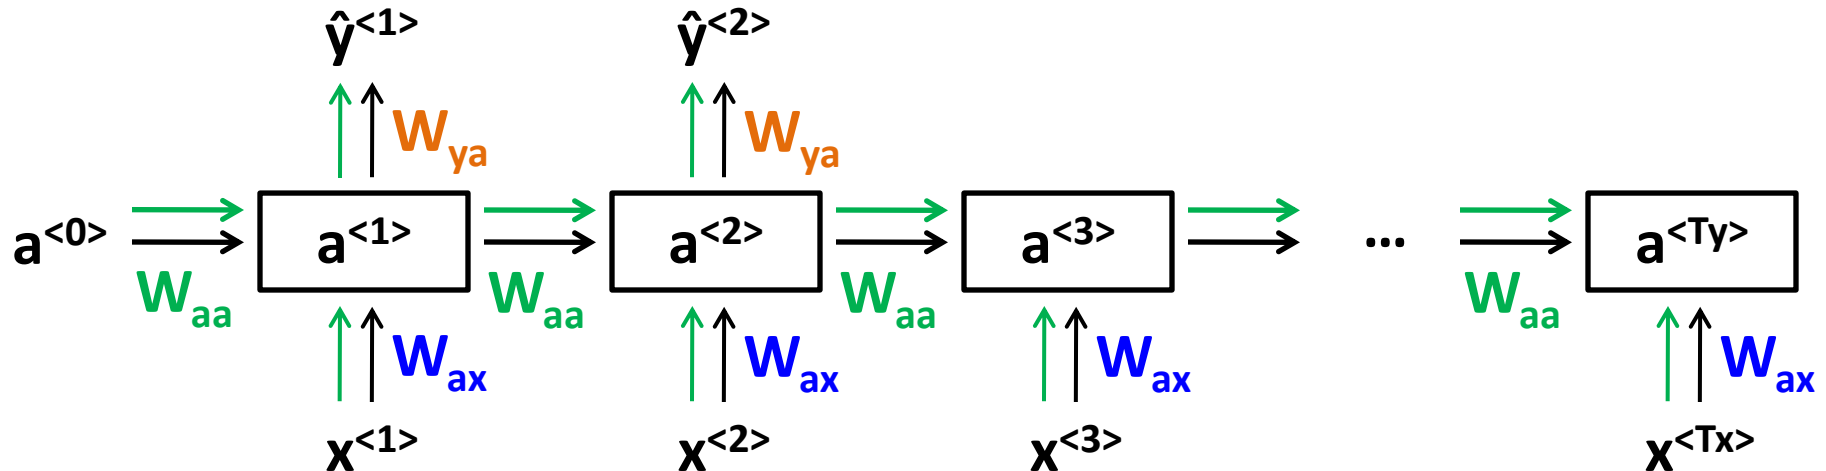 ŷ<1> ŷ<2>
W_ya W_ya
a<0> a<1> a<2> a<3> ... a<Ty>
W_aa W_aa W_aa W_aa
W_ax W_ax W_ax W_ax
x<1> x<2> x<3> x<Tx>